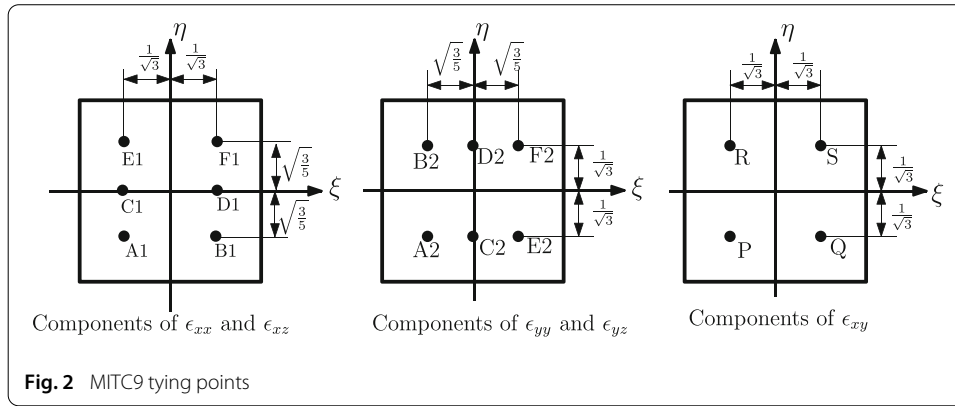 η
1/√3 1/√3
E1 F1
√3/5
ξ
C1 D1
√3/5
A1 B1
Components of ϵxx and ϵxz
η
√3/5 √3/5
B2 D2 F2
1/√3
ξ
1/√3
A2 C2 E2
Components of ϵyy and ϵyz
η
1/√3 1/√3
R S
1/√3
ξ
1/√3
P Q
Components of ϵxy
Fig. 2 MITC9 tying points